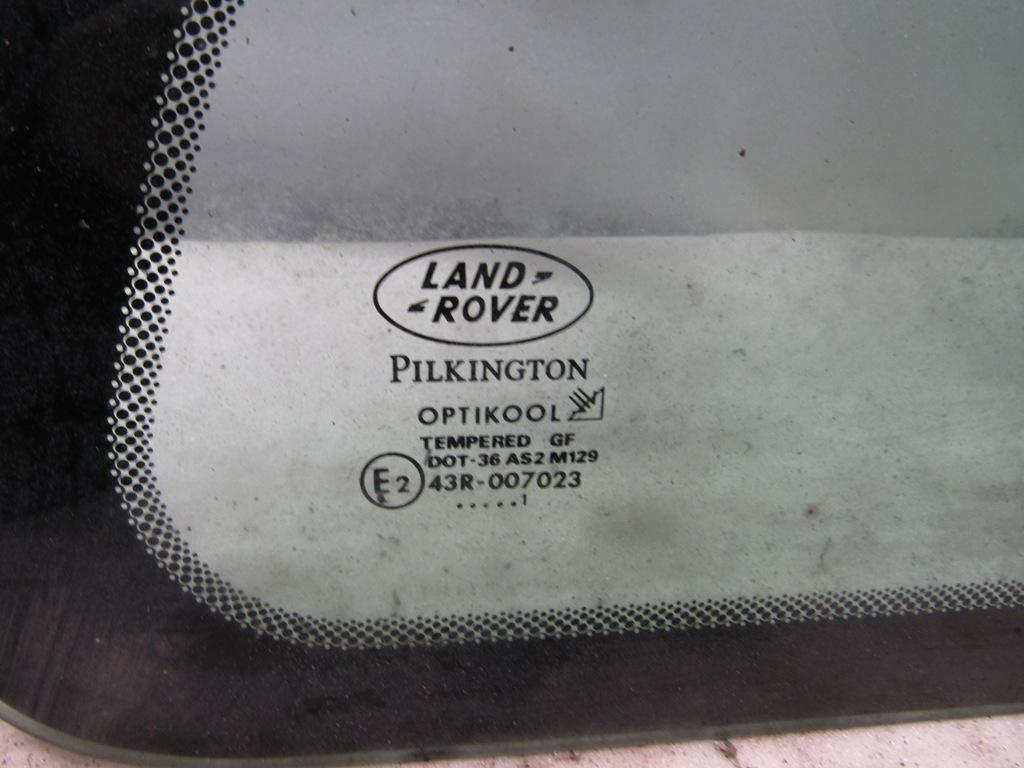 LAND
ROVER
PILKINGTON
OPTIKOOL
TEMPERED GF
DOT-36 AS2 M129
E2 43R-007023
.....1